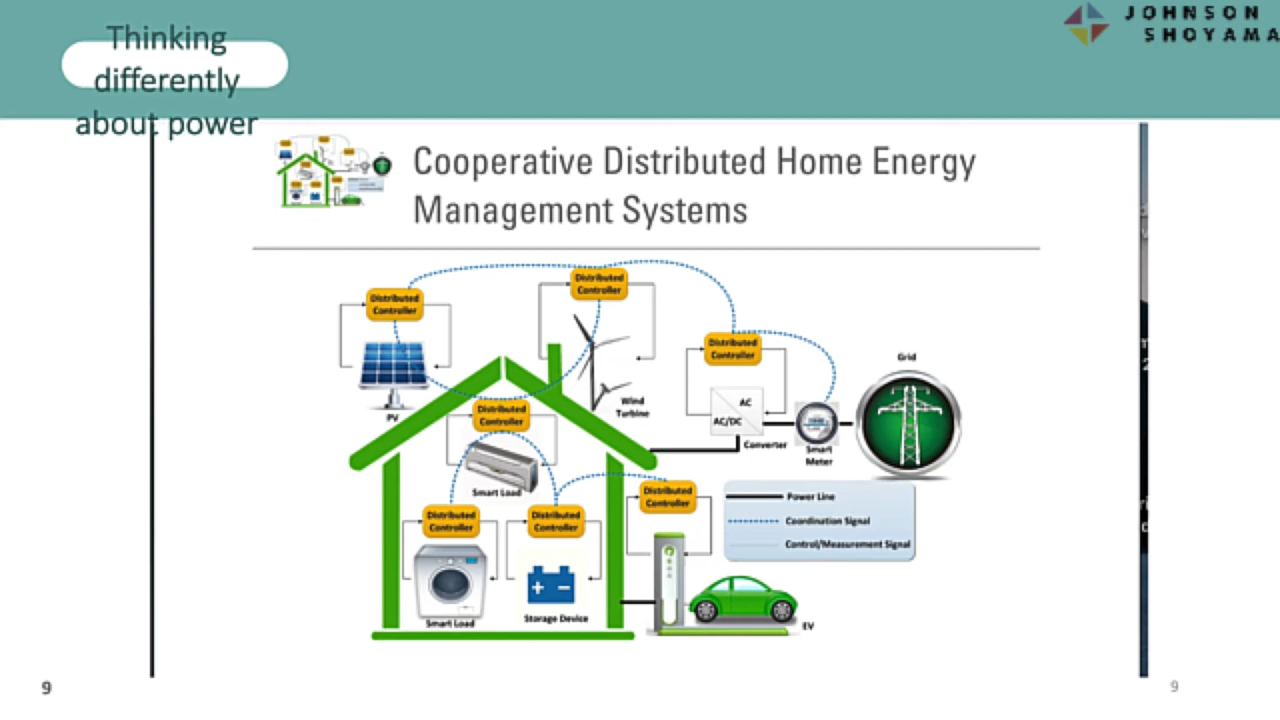 JOHNSON
SHOYAMA
Thinking
differently
about power
Cooperative Distributed Home Energy
Management Systems
Distributed
Controller
Distributed
Controller
Distributed
Controller
Grid
PV
Wind
Turbine
AC
AC/DC
Converter
Smart
Meter
Distributed
Controller
Smart Load
Distributed
Controller
Distributed
Controller
Distributed
Controller
Power Line
Coordination Signal
Control/Measurement Signal
Smart Load
Storage Device
EV
9
9